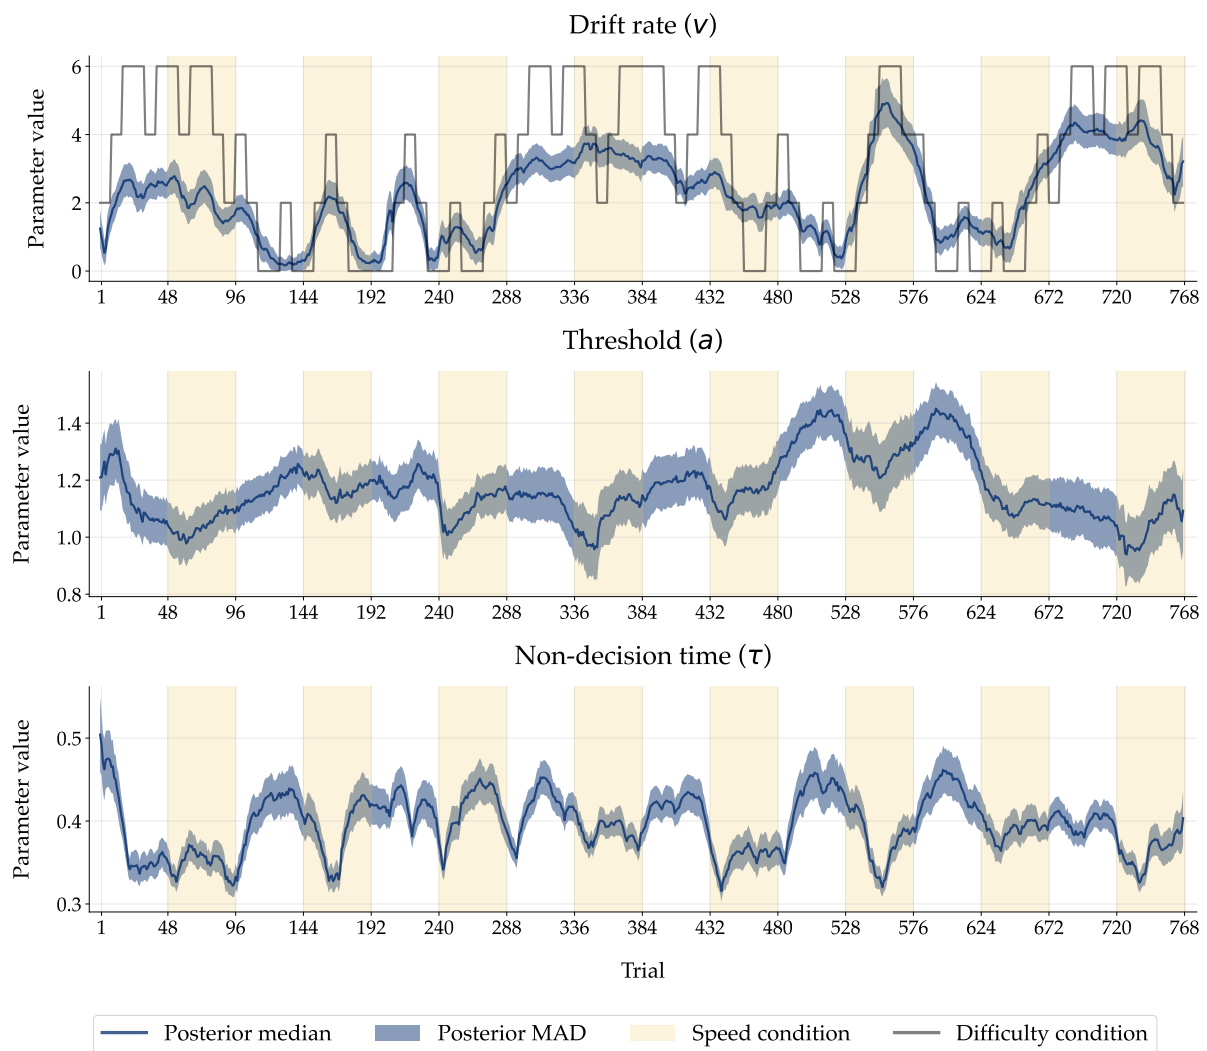 Drift rate (v)
Parameter value
6
4
2
0
1 48 96 144 192 240 288 336 384 432 480 528 576 624 672 720 768
Threshold (a)
Parameter value
1.4
1.2
1.0
0.8
1 48 96 144 192 240 288 336 384 432 480 528 576 624 672 720 768
Non-decision time (τ)
Parameter value
0.5
0.4
0.3
1 48 96 144 192 240 288 336 384 432 480 528 576 624 672 720 768
Trial
Posterior median Posterior MAD Speed condition Difficulty condition